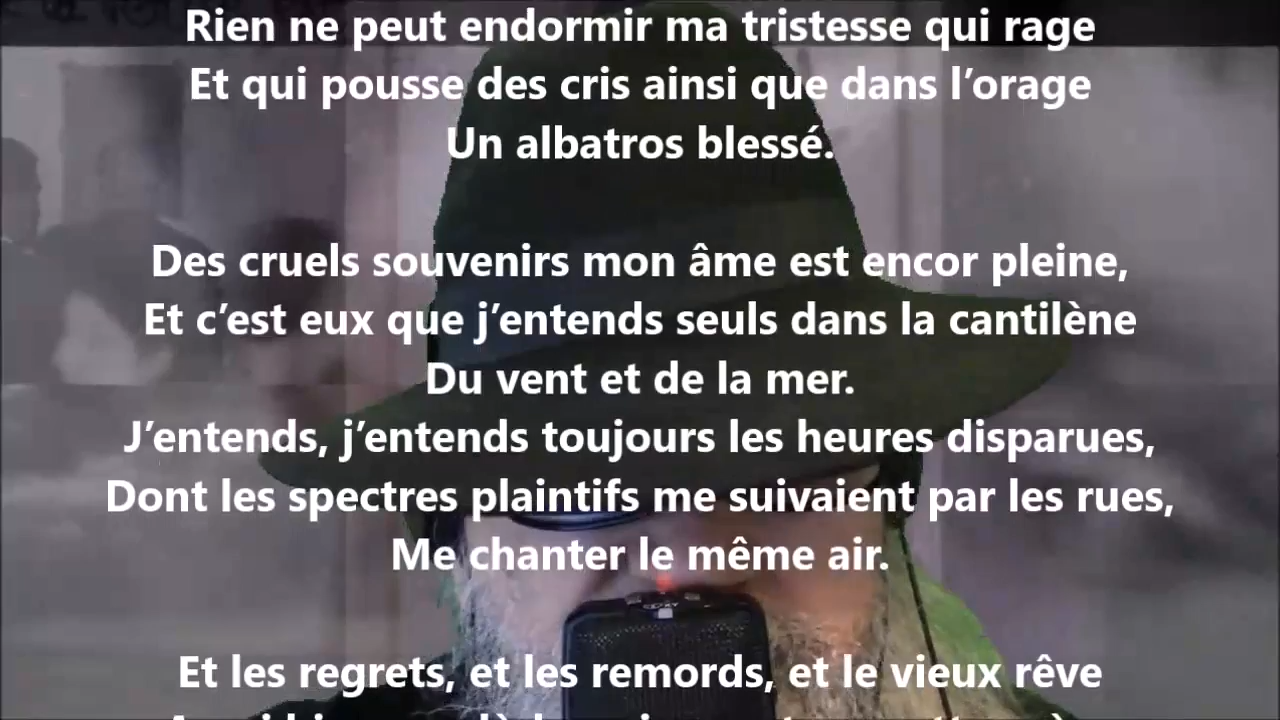 Rien ne peut endormir ma tristesse qui rage
Et qui pousse des cris ainsi que dans l’orage
Un albatros blessé.
Des cruels souvenirs mon âme est encor pleine,
Et c’est eux que j’entends seuls dans la cantilène
Du vent et de la mer.
J’entends, j’entends toujours les heures disparues,
Dont les spectres plaintifs me suivaient par les rues,
Me chanter le même air.
Et les regrets, et les remords, et le vieux rêve